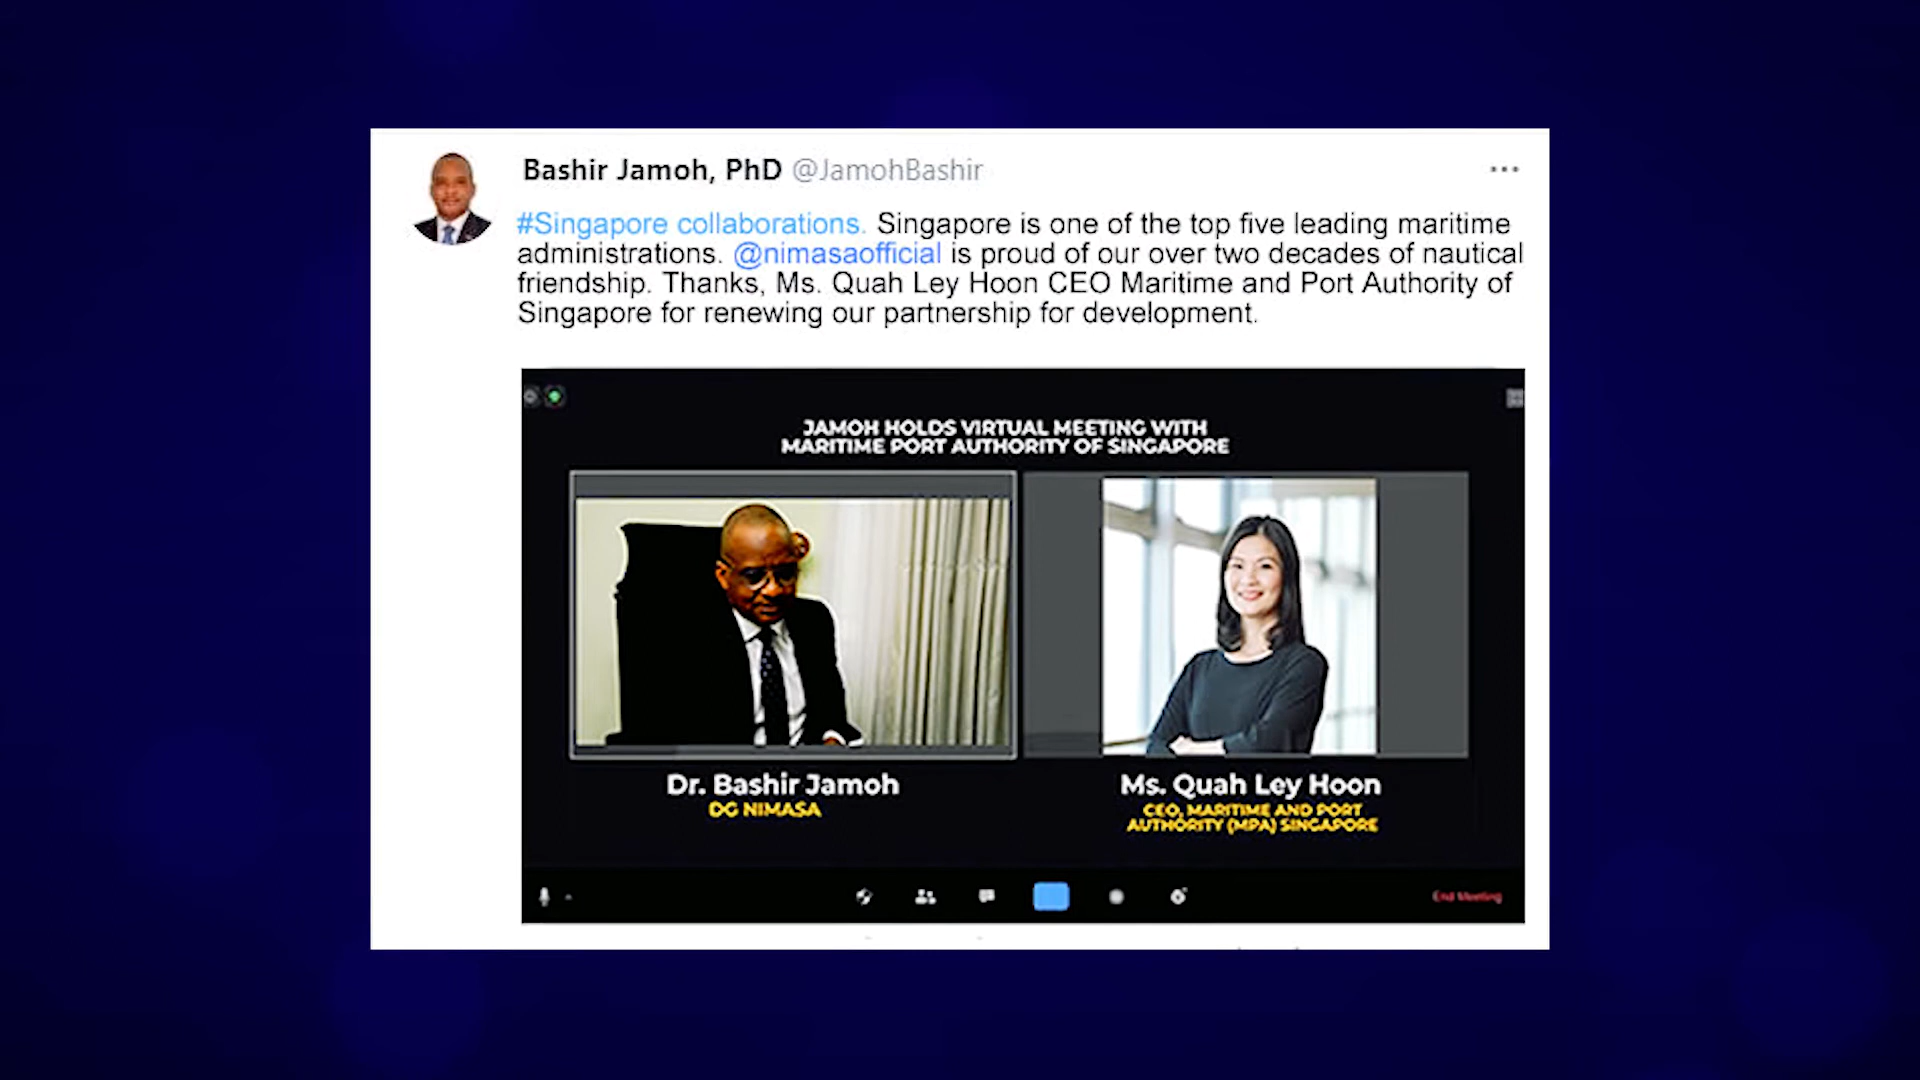 Bashir Jamoh, PhD @JamohBashir
#Singapore collaborations. Singapore is one of the top five leading maritime
administrations. @nimasaofficial is proud of our over two decades of nautical
friendship. Thanks, Ms. Quah Ley Hoon CEO Maritime and Port Authority of
Singapore for renewing our partnership for development.
JAMOH HOLDS VIRTUAL MEETING WITH
MARITIME PORT AUTHORITY OF SINGAPORE
Dr. Bashir Jamoh
DG NIMASA
Ms. Quah Ley Hoon
CEO, MARITIME AND PORT
AUTHORITY (MPA) SINGAPORE
End Meeting